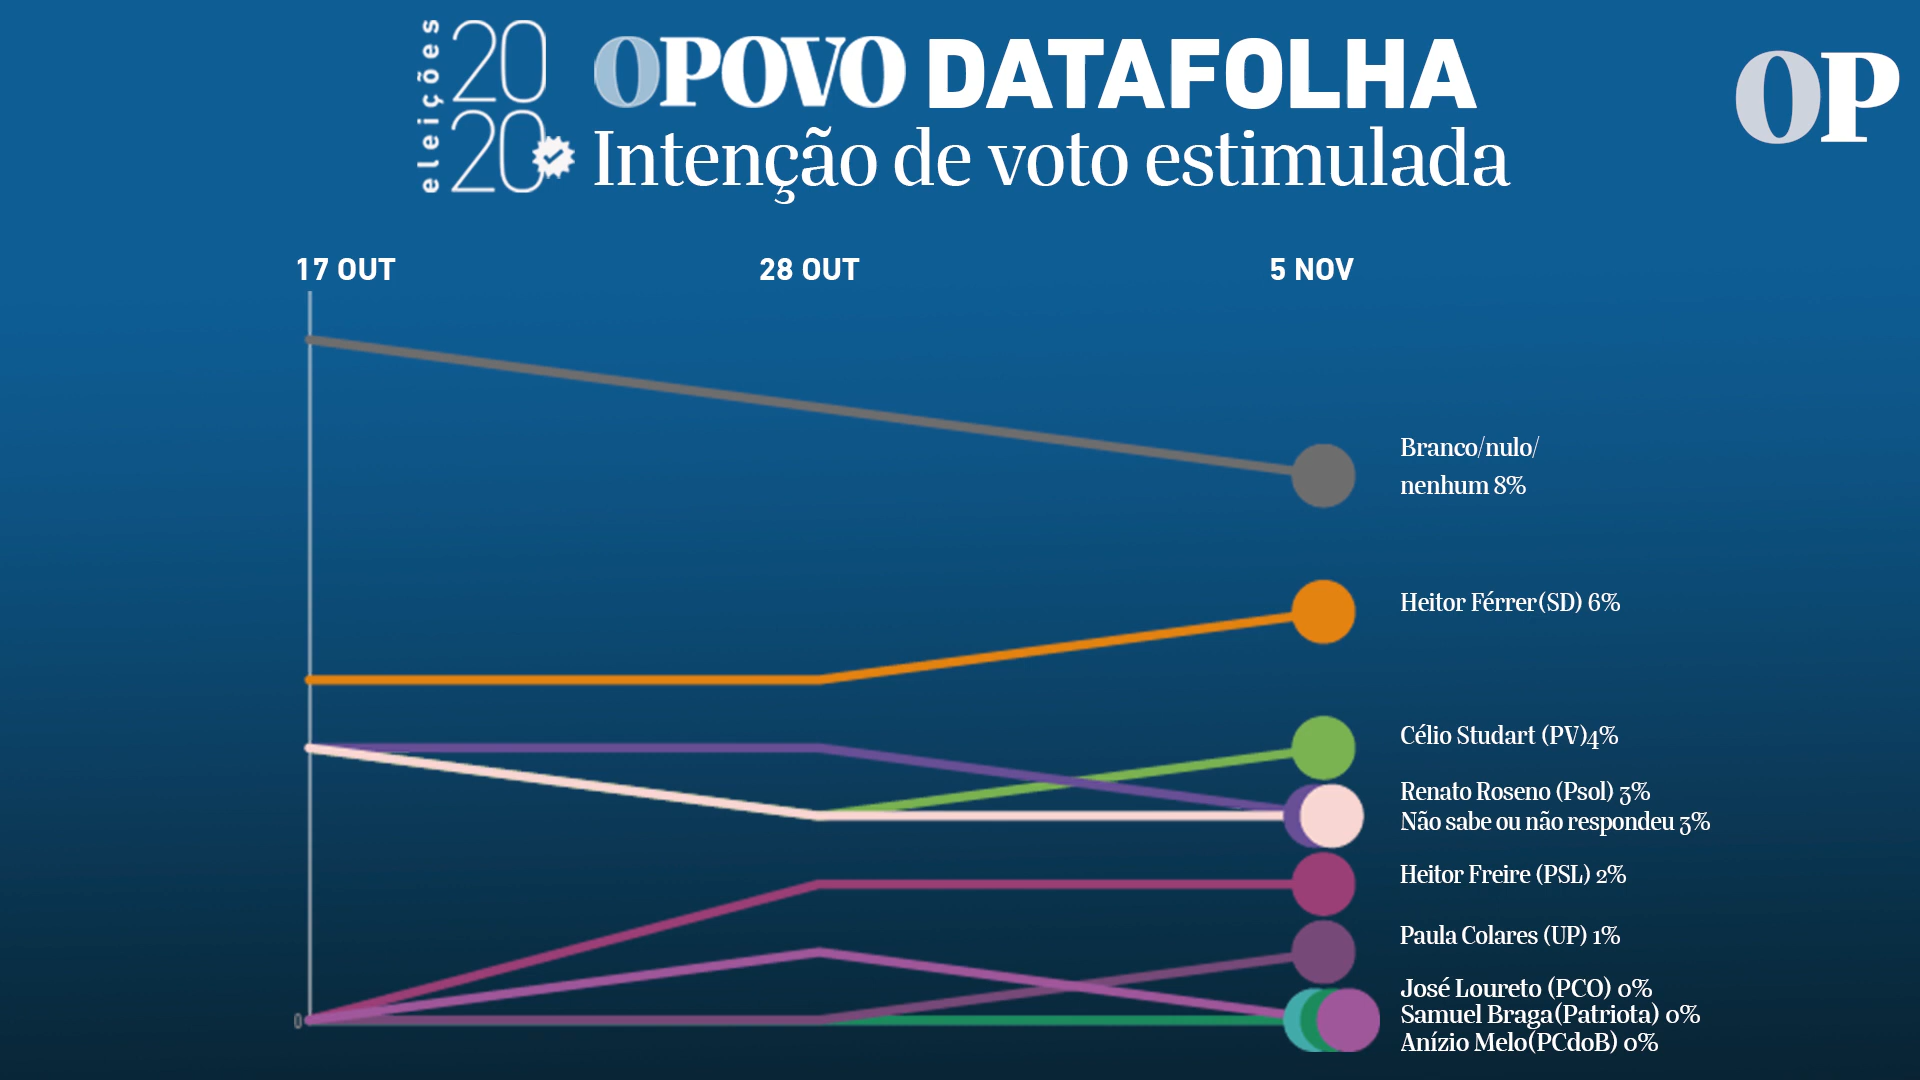 eleições
20
20
OPOVO DATAFOLHA
Intenção de voto estimulada
OP
17 OUT
28 OUT
5 NOV
Branco/nulo/
nenhum 8%
Heitor Férrer(SD) 6%
Célio Studart (PV)4%
Renato Roseno (Psol) 3%
Não sabe ou não respondeu 3%
Heitor Freire (PSL) 2%
Paula Colares (UP) 1%
José Loureto (PCO) 0%
Samuel Braga(Patriota) 0%
Anízio Melo(PCdoB) 0%
0